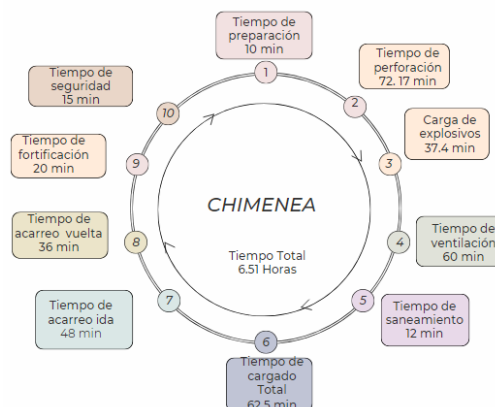 Tiempo de
preparación
10 min
1
Tiempo de
perforación
72.17 min
2
Carga de
explosivos
37.4 min
3
Tiempo de
ventilación
60 min
4
Tiempo de
saneamiento
12 min
5
6
Tiempo de
cargado
Total
62.5 min
7
Tiempo de
acarreo ida
48 min
8
Tiempo de
acarreo vuelta
36 min
9
Tiempo de
fortificación
20 min
10
Tiempo de
seguridad
15 min
CHIMENEA
Tiempo Total
6.51 Horas